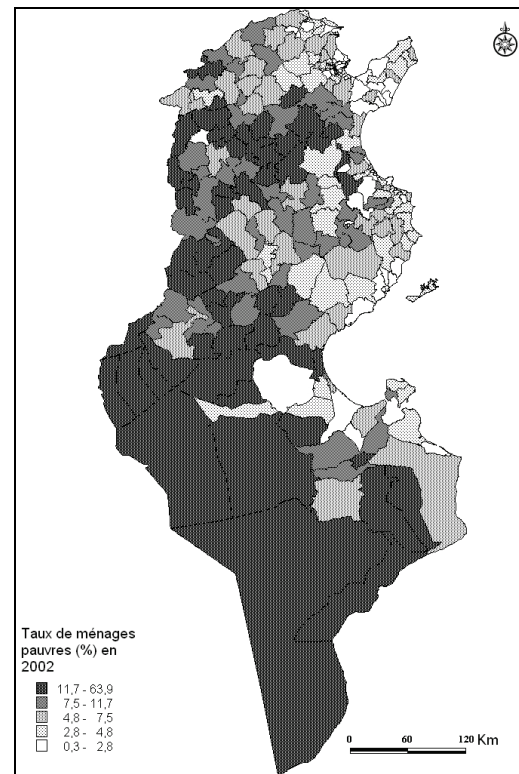 Taux de ménages
pauvres (%) en
2002
11,7 - 63,9
7,5 - 11,7
4,8 - 7,5
2,8 - 4,8
0,3 - 2,8
0 60 120 Km